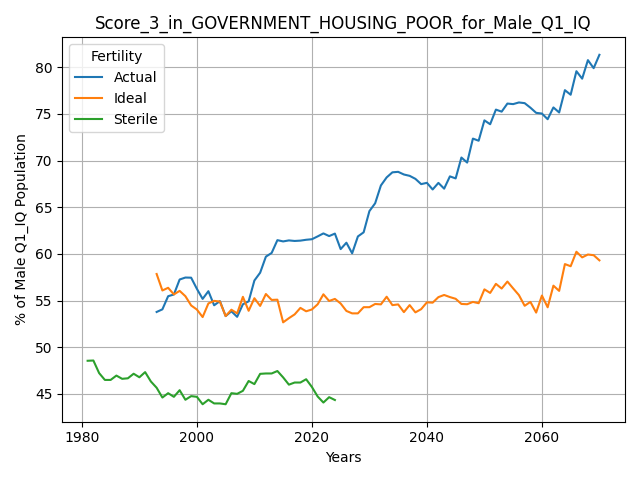 Score_3_in_GOVERNMENT_HOUSING_POOR_for_Male_Q1_IQ
Fertility
Actual
Ideal
Sterile
% of Male Q1_IQ Population
80
75
70
65
60
55
50
45
1980
2000
2020
2040
2060
Years